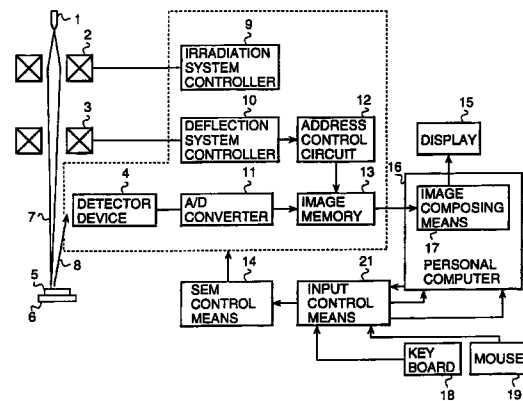 1
2
9
IRRADIATION
SYSTEM
CONTROLLER
3
10
DEFLECTION
SYSTEM
CONTROLLER
12
ADDRESS
CONTROL
CIRCUIT
15
DISPLAY
4
DETECTOR
DEVICE
11
A/D
CONVERTER
13
IMAGE
MEMORY
16
IMAGE
COMPOSING
MEANS
17
PERSONAL
COMPUTER
7
8
5
6
14
SEM
CONTROL
MEANS
21
INPUT
CONTROL
MEANS
KEY
BOARD
18
MOUSE
19